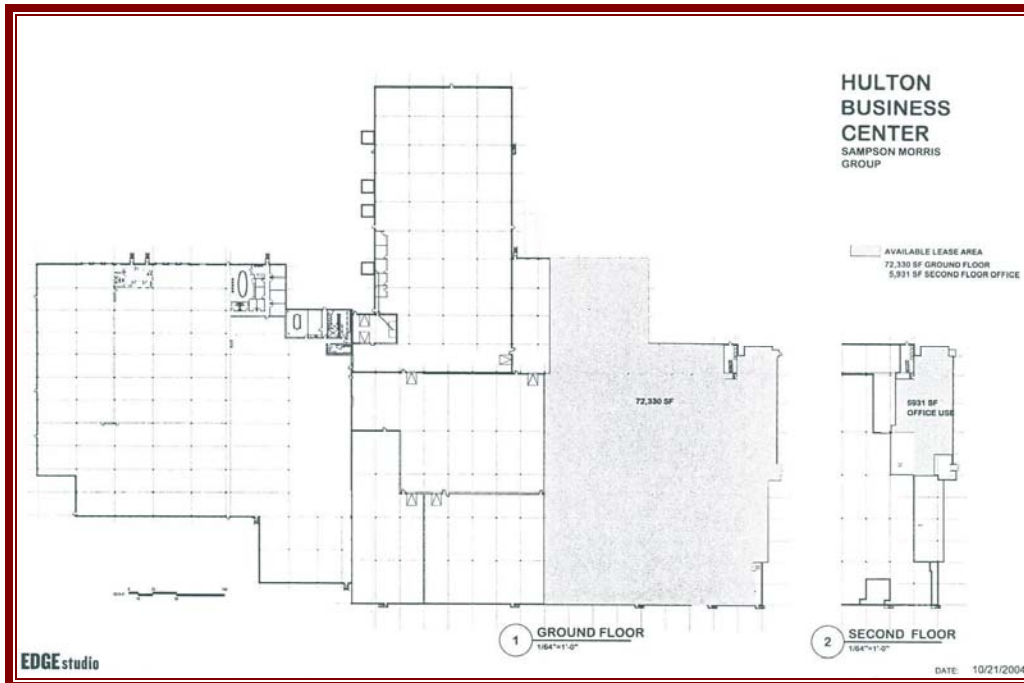 HULTON
BUSINESS
CENTER
SAMPSON MORRIS
GROUP
AVAILABLE LEASE AREA
72,330 SF GROUND FLOOR
5,931 SF SECOND FLOOR OFFICE
72,330 SF
5931 SF
OFFICE USE
1 GROUND FLOOR
1/64"=1'-0"
2 SECOND FLOOR
1/64"=1'-0"
EDGE studio
DATE: 10/21/2004